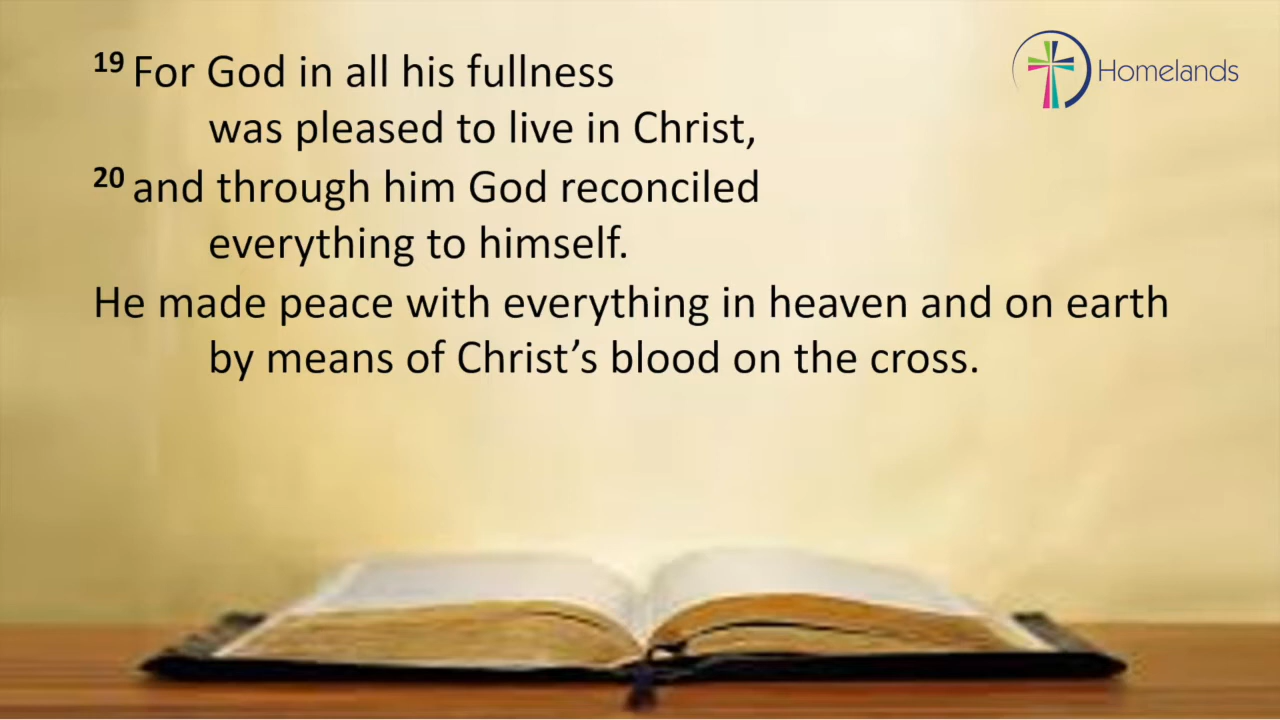 19 For God in all his fullness
was pleased to live in Christ,
20 and through him God reconciled
everything to himself.
He made peace with everything in heaven and on earth
by means of Christ’s blood on the cross.
Homelands